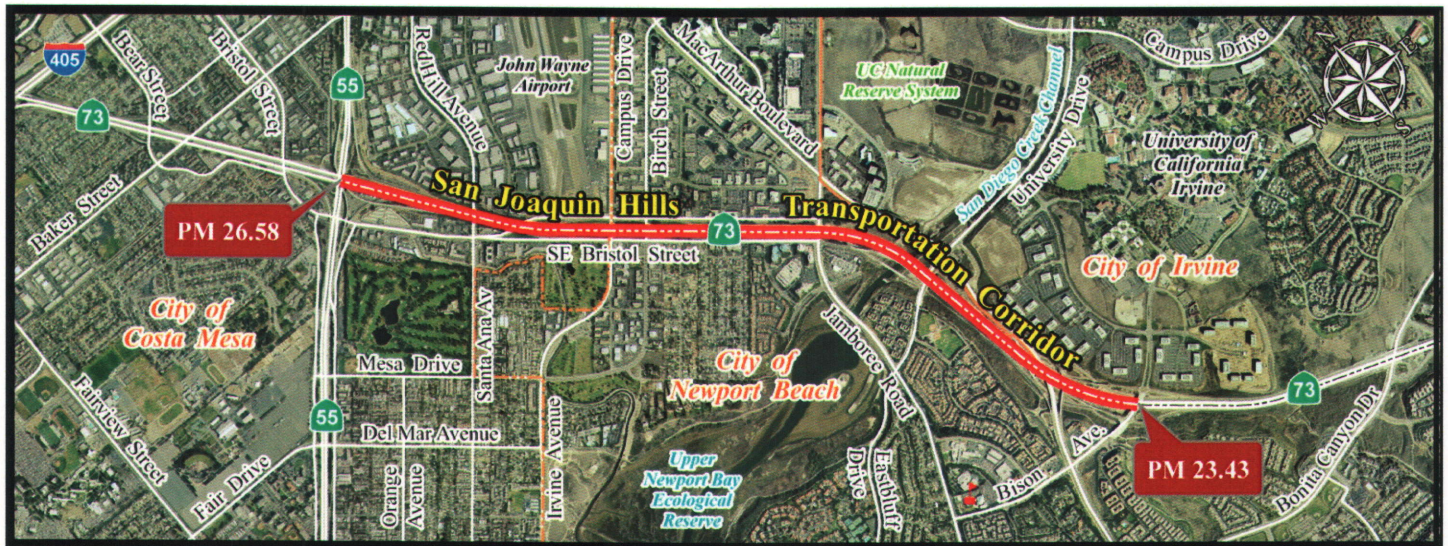 405
Bear Street
Bristol Street
55
Red Hill Avenue
John Wayne
Airport
Campus Drive
Birch Street
MacArthur Boulevard
UC Natural
Reserve System
San Diego Creek Channel
University Drive
Campus Drive
N
E
W
S
73
University of
California
Irvine
Baker Street
PM 26.58
San Joaquin Hills
Transportation Corridor
73
SE Bristol Street
City of Irvine
City of
Costa Mesa
Santa Ana Av
Mesa Drive
City of
Newport Beach
Jamboree Road
73
Fairview Street
55
Del Mar Avenue
Fair Drive
Orange
Avenue
Irvine Avenue
Upper
Newport Bay
Ecological
Reserve
Eastbluff
Drive
Bison Ave.
PM 23.43
Bonita Canyon Dr